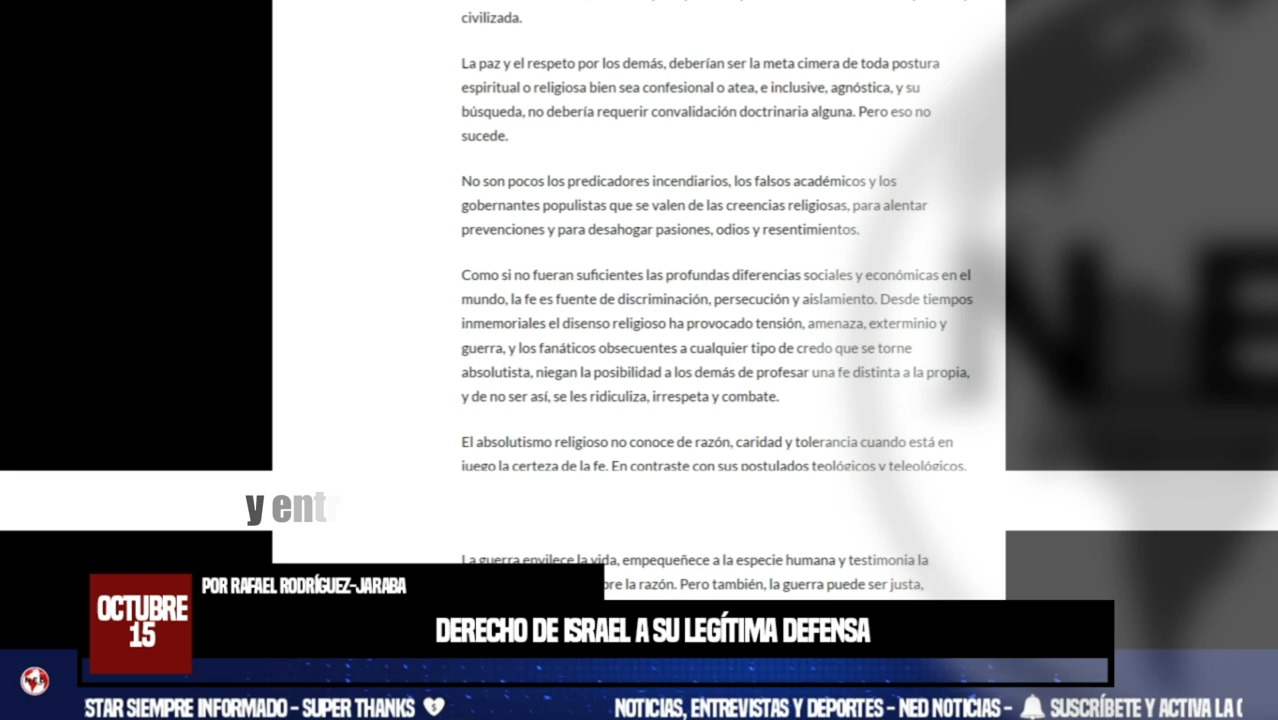 civilizada.
La paz y el respeto por los demás, deberían ser la meta cimera de toda postura
espiritual o religiosa bien sea confesional o atea, e inclusive, agnóstica, y su
búsqueda, no debería requerir convalidación doctrinaria alguna. Pero eso no
sucede.
No son pocos los predicadores incendiarios, los falsos académicos y los
gobernantes populistas que se valen de las creencias religiosas, para alentar
prevenciones y para desahogar pasiones, odios y resentimientos.
Como si no fueran suficientes las profundas diferencias sociales y económicas en el
mundo, la fe es fuente de discriminación, persecución y aislamiento. Desde tiempos
inmemoriales el disenso religioso ha provocado tensión, amenaza, exterminio y
guerra, y los fanáticos obsecuentes a cualquier tipo de credo que se torne
absolutista, niegan la posibilidad a los demás de profesar una fe distinta a la propia,
y de no ser así, se les ridiculiza, irrespeta y combate.
El absolutismo religioso no conoce de razón, caridad y tolerancia cuando está en
juego la certeza de la fe. En contraste con sus postulados teológicos y teleológicos,
y entr
La guerra envilece la vida, empequeñece a la especie humana y testimonia la
re la razón. Pero también, la guerra puede ser justa,
POR RAFAEL RODRÍGUEZ-JARABA
OCTUBRE
15
DERECHO DE ISRAEL A SU LEGÍTIMA DEFENSA
STAR SIEMPRE INFORMADO - SUPER THANKS
NOTICIAS, ENTREVISTAS Y DEPORTES - NED NOTICIAS - SUSCRÍBETE Y ACTIVA LA
N E